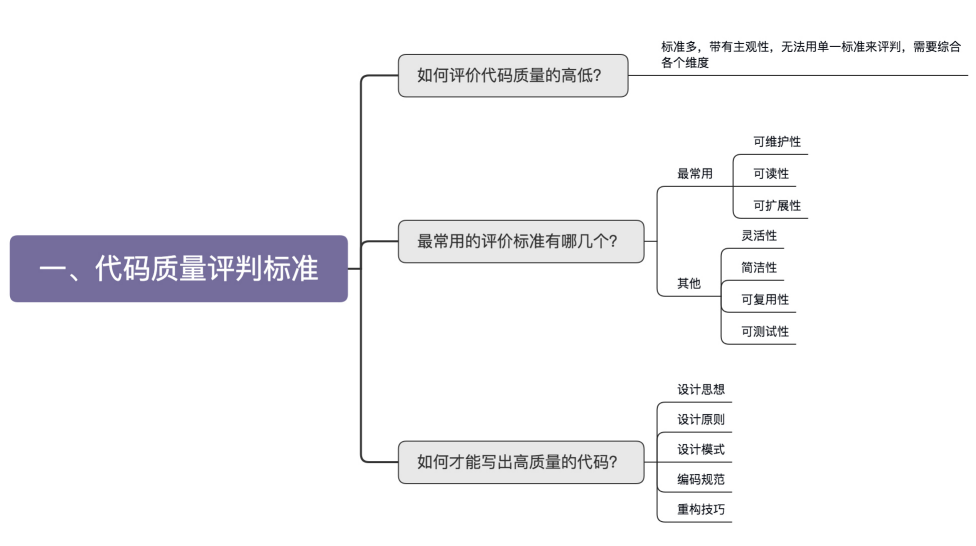 一、代码质量评判标准
如何评价代码质量的高低？
标准多，带有主观性，无法用单一标准来评判，需要综合
各个维度
最常用的评价标准有哪几个？
最常用
可维护性
可读性
可扩展性
其他
灵活性
简洁性
可复用性
可测试性
如何才能写出高质量的代码？
设计思想
设计原则
设计模式
编码规范
重构技巧